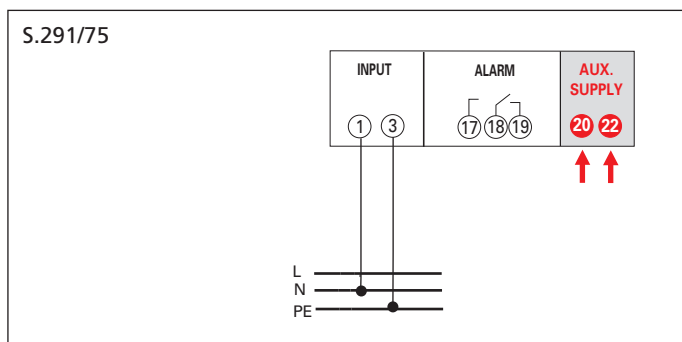 S.291/75
INPUT
ALARM
AUX.
SUPPLY
1 3
17 18 19
20 22
L
N
PE